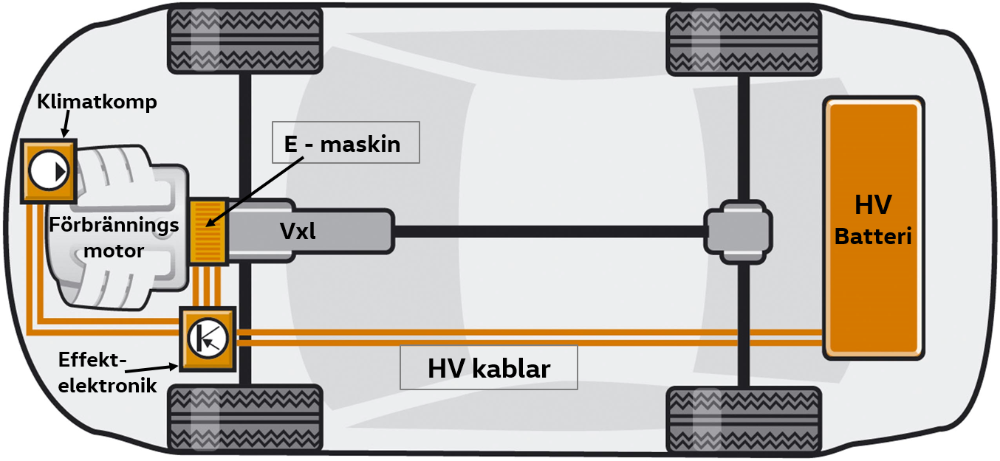 Klimatkomp
E - maskin
Förbrännings
motor
Vxl
HV
Batteri
Effekt-
elektronik
HV kablar